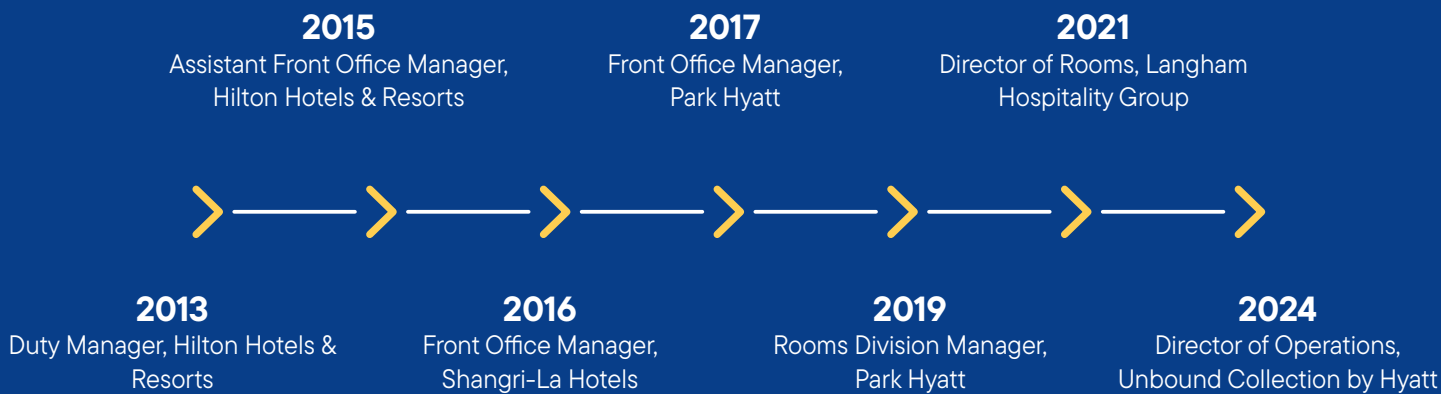 2015
Assistant Front Office Manager,
Hilton Hotels & Resorts
2017
Front Office Manager,
Park Hyatt
2021
Director of Rooms, Langham
Hospitality Group
2013
Duty Manager, Hilton Hotels &
Resorts
2016
Front Office Manager,
Shangri-La Hotels
2019
Rooms Division Manager,
Park Hyatt
2024
Director of Operations,
Unbound Collection by Hyatt